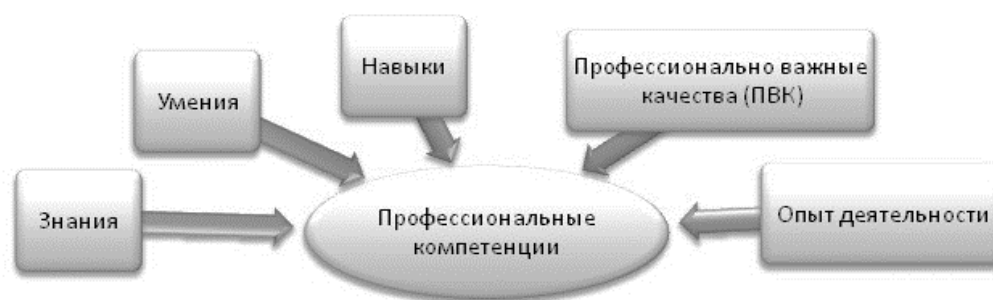 Навыки
Профессионально важные
качества (ПВК)
Умения
Знания
Профессиональные
компетенции
Опыт деятельности